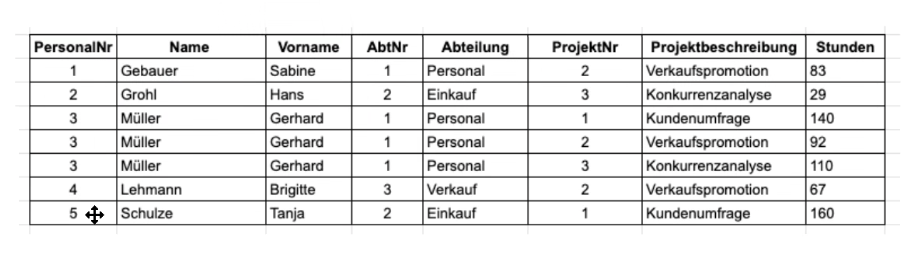 PersonalNr Name Vorname AbtNr Abteilung ProjektNr Projektbeschreibung Stunden
1 Gebauer Sabine 1 Personal 2 Verkaufspromotion 83
2 Grohl Hans 2 Einkauf 3 Konkurrenzanalyse 29
3 Müller Gerhard 1 Personal 1 Kundenumfrage 140
3 Müller Gerhard 1 Personal 2 Verkaufspromotion 92
3 Müller Gerhard 1 Personal 3 Konkurrenzanalyse 110
4 Lehmann Brigitte 3 Verkauf 2 Verkaufspromotion 67
5 Schulze Tanja 2 Einkauf 1 Kundenumfrage 160